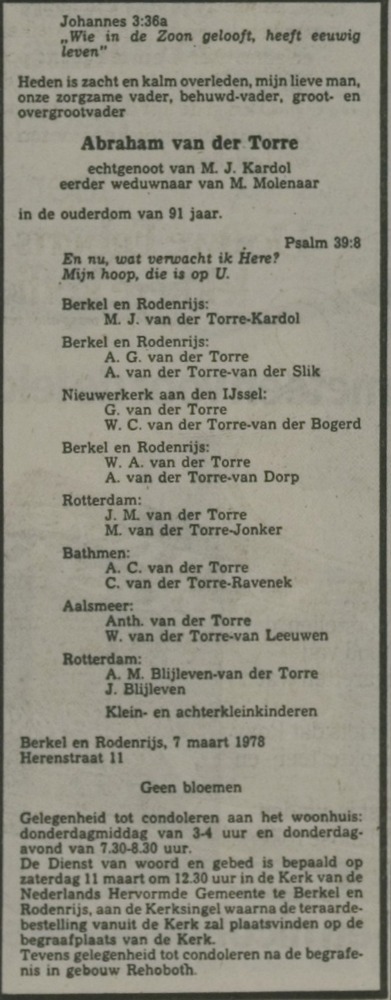 Johannes 3:36a
„Wie in de Zoon gelooft, heeft eeuwig
leven”
Heden is zacht en kalm overleden, mijn lieve man,
onze zorgzame vader, behuwd-vader, groot- en
overgrootvader
Abraham van der Torre
echtgenoot van M. J. Kardol
eerder weduwnaar van M. Molenaar
in de ouderdom van 91 jaar.
Psalm 39:8
En nu, wat verwacht ik Here?
Mijn hoop, die is op U.
Berkel en Rodenrijs:
M. J. van der Torre-Kardol
Berkel en Rodenrijs:
A. G. van der Torre
A. van der Torre-van der Slik
Nieuwerkerk aan den IJssel:
G. van der Torre
W. C. van der Torre-van der Bogerd
Berkel en Rodenrijs:
W. A. van der Torre
A. van der Torre-van Dorp
Rotterdam:
J. M. van der Torre
M. van der Torre-Jonker
Bathmen:
A. C. van der Torre
C. van der Torre-Ravenek
Aalsmeer:
Anth. van der Torre
W. van der Torre-van Leeuwen
Rotterdam:
A. M. Blijleven-van der Torre
J. Blijleven
Klein- en achterkleinkinderen
Berkel en Rodenrijs, 7 maart 1978
Herenstraat 11
Geen bloemen
Gelegenheid tot condoleren aan het woonhuis:
donderdagmiddag van 3-4 uur en donderdag-
avond van 7.30-8.30 uur.
De Dienst van woord en gebed is bepaald op
zaterdag 11 maart om 12.30 uur in de Kerk van de
Nederlands Hervormde Gemeente te Berkel en
Rodenrijs, aan de Kerksingel waarna de teraarde-
bestelling vanuit de Kerk zal plaatsvinden op de
begraafplaats van de Kerk.
Tevens gelegenheid tot condoleren na de begrafe-
nis in gebouw Rehoboth.